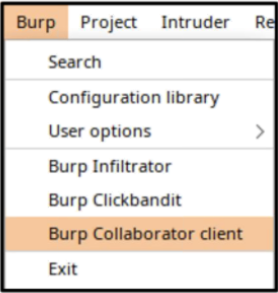 Burp Project Intruder Re
Search
Configuration library
User options
Burp Infiltrator
Burp Clickbandit
Burp Collaborator client
Exit